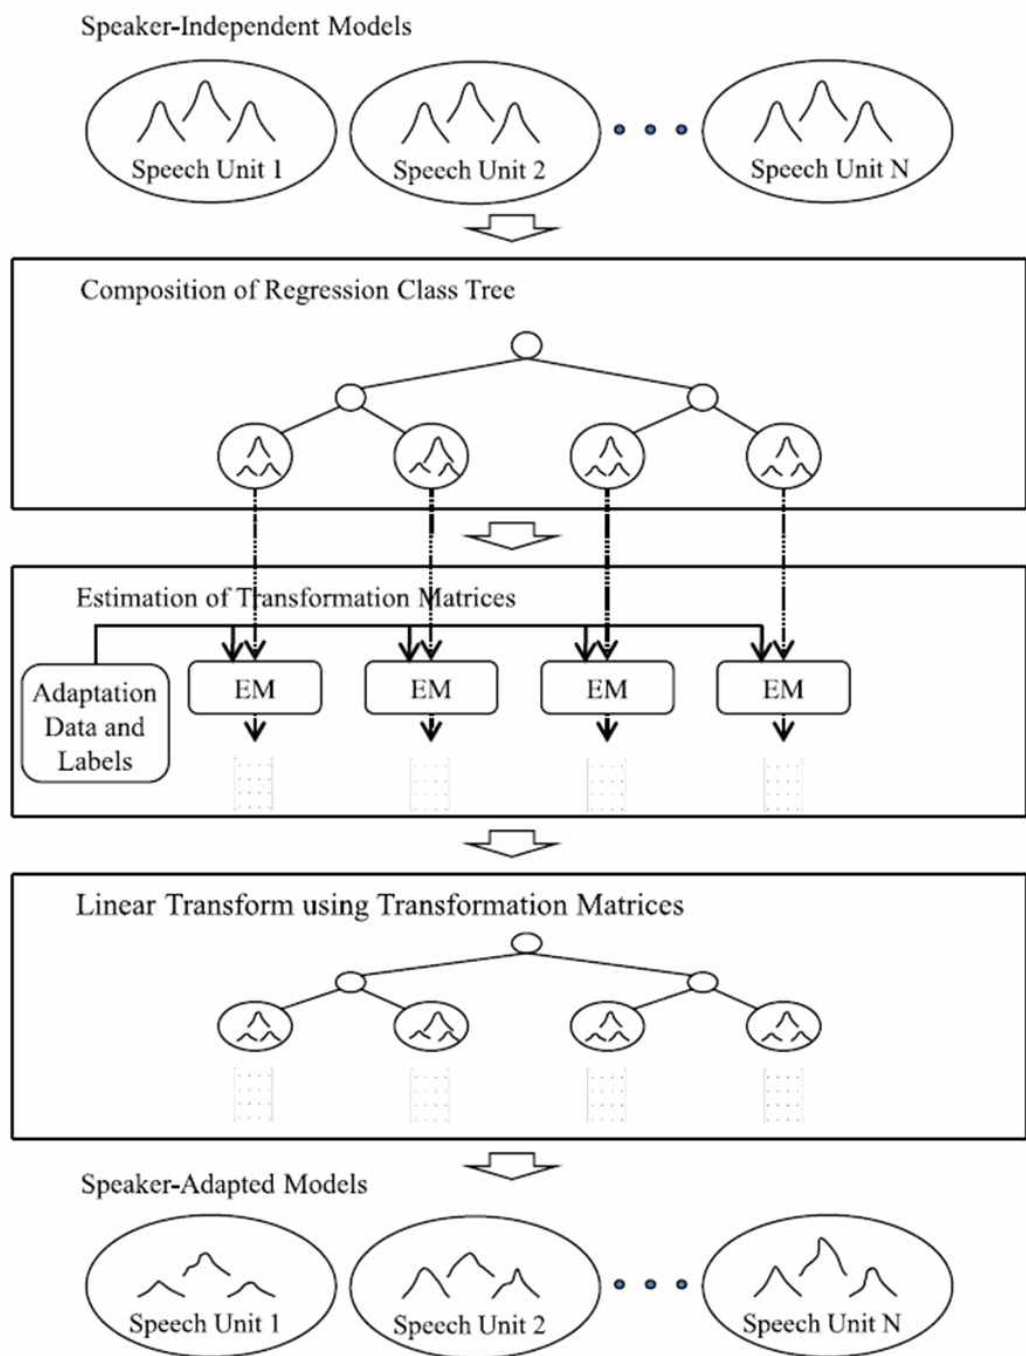 Speaker-Independent Models
Speech Unit 1
Speech Unit 2
Speech Unit N
Composition of Regression Class Tree
Estimation of Transformation Matrices
Adaptation
Data and
Labels
EM
EM
EM
EM
Linear Transform using Transformation Matrices
Speaker-Adapted Models
Speech Unit 1
Speech Unit 2
Speech Unit N